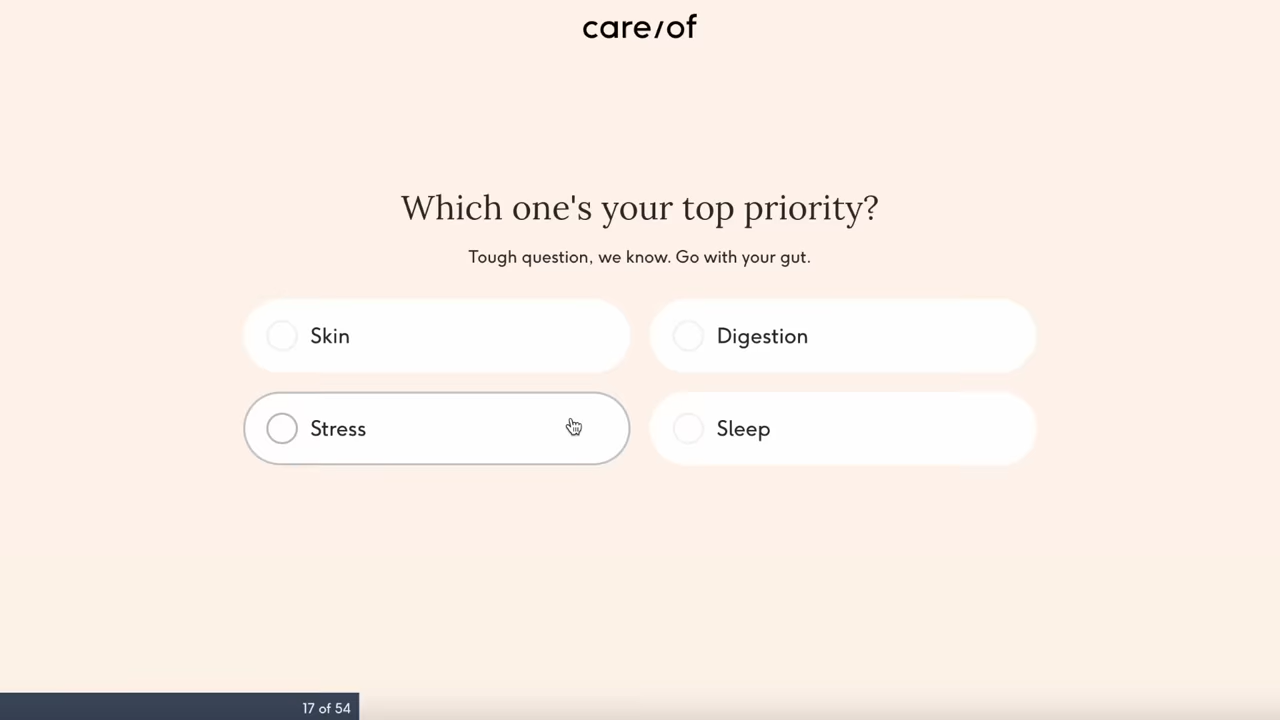 care/of
Which one's your top priority?
Tough question, we know. Go with your gut.
Skin
Digestion
Stress
Sleep
17 of 54